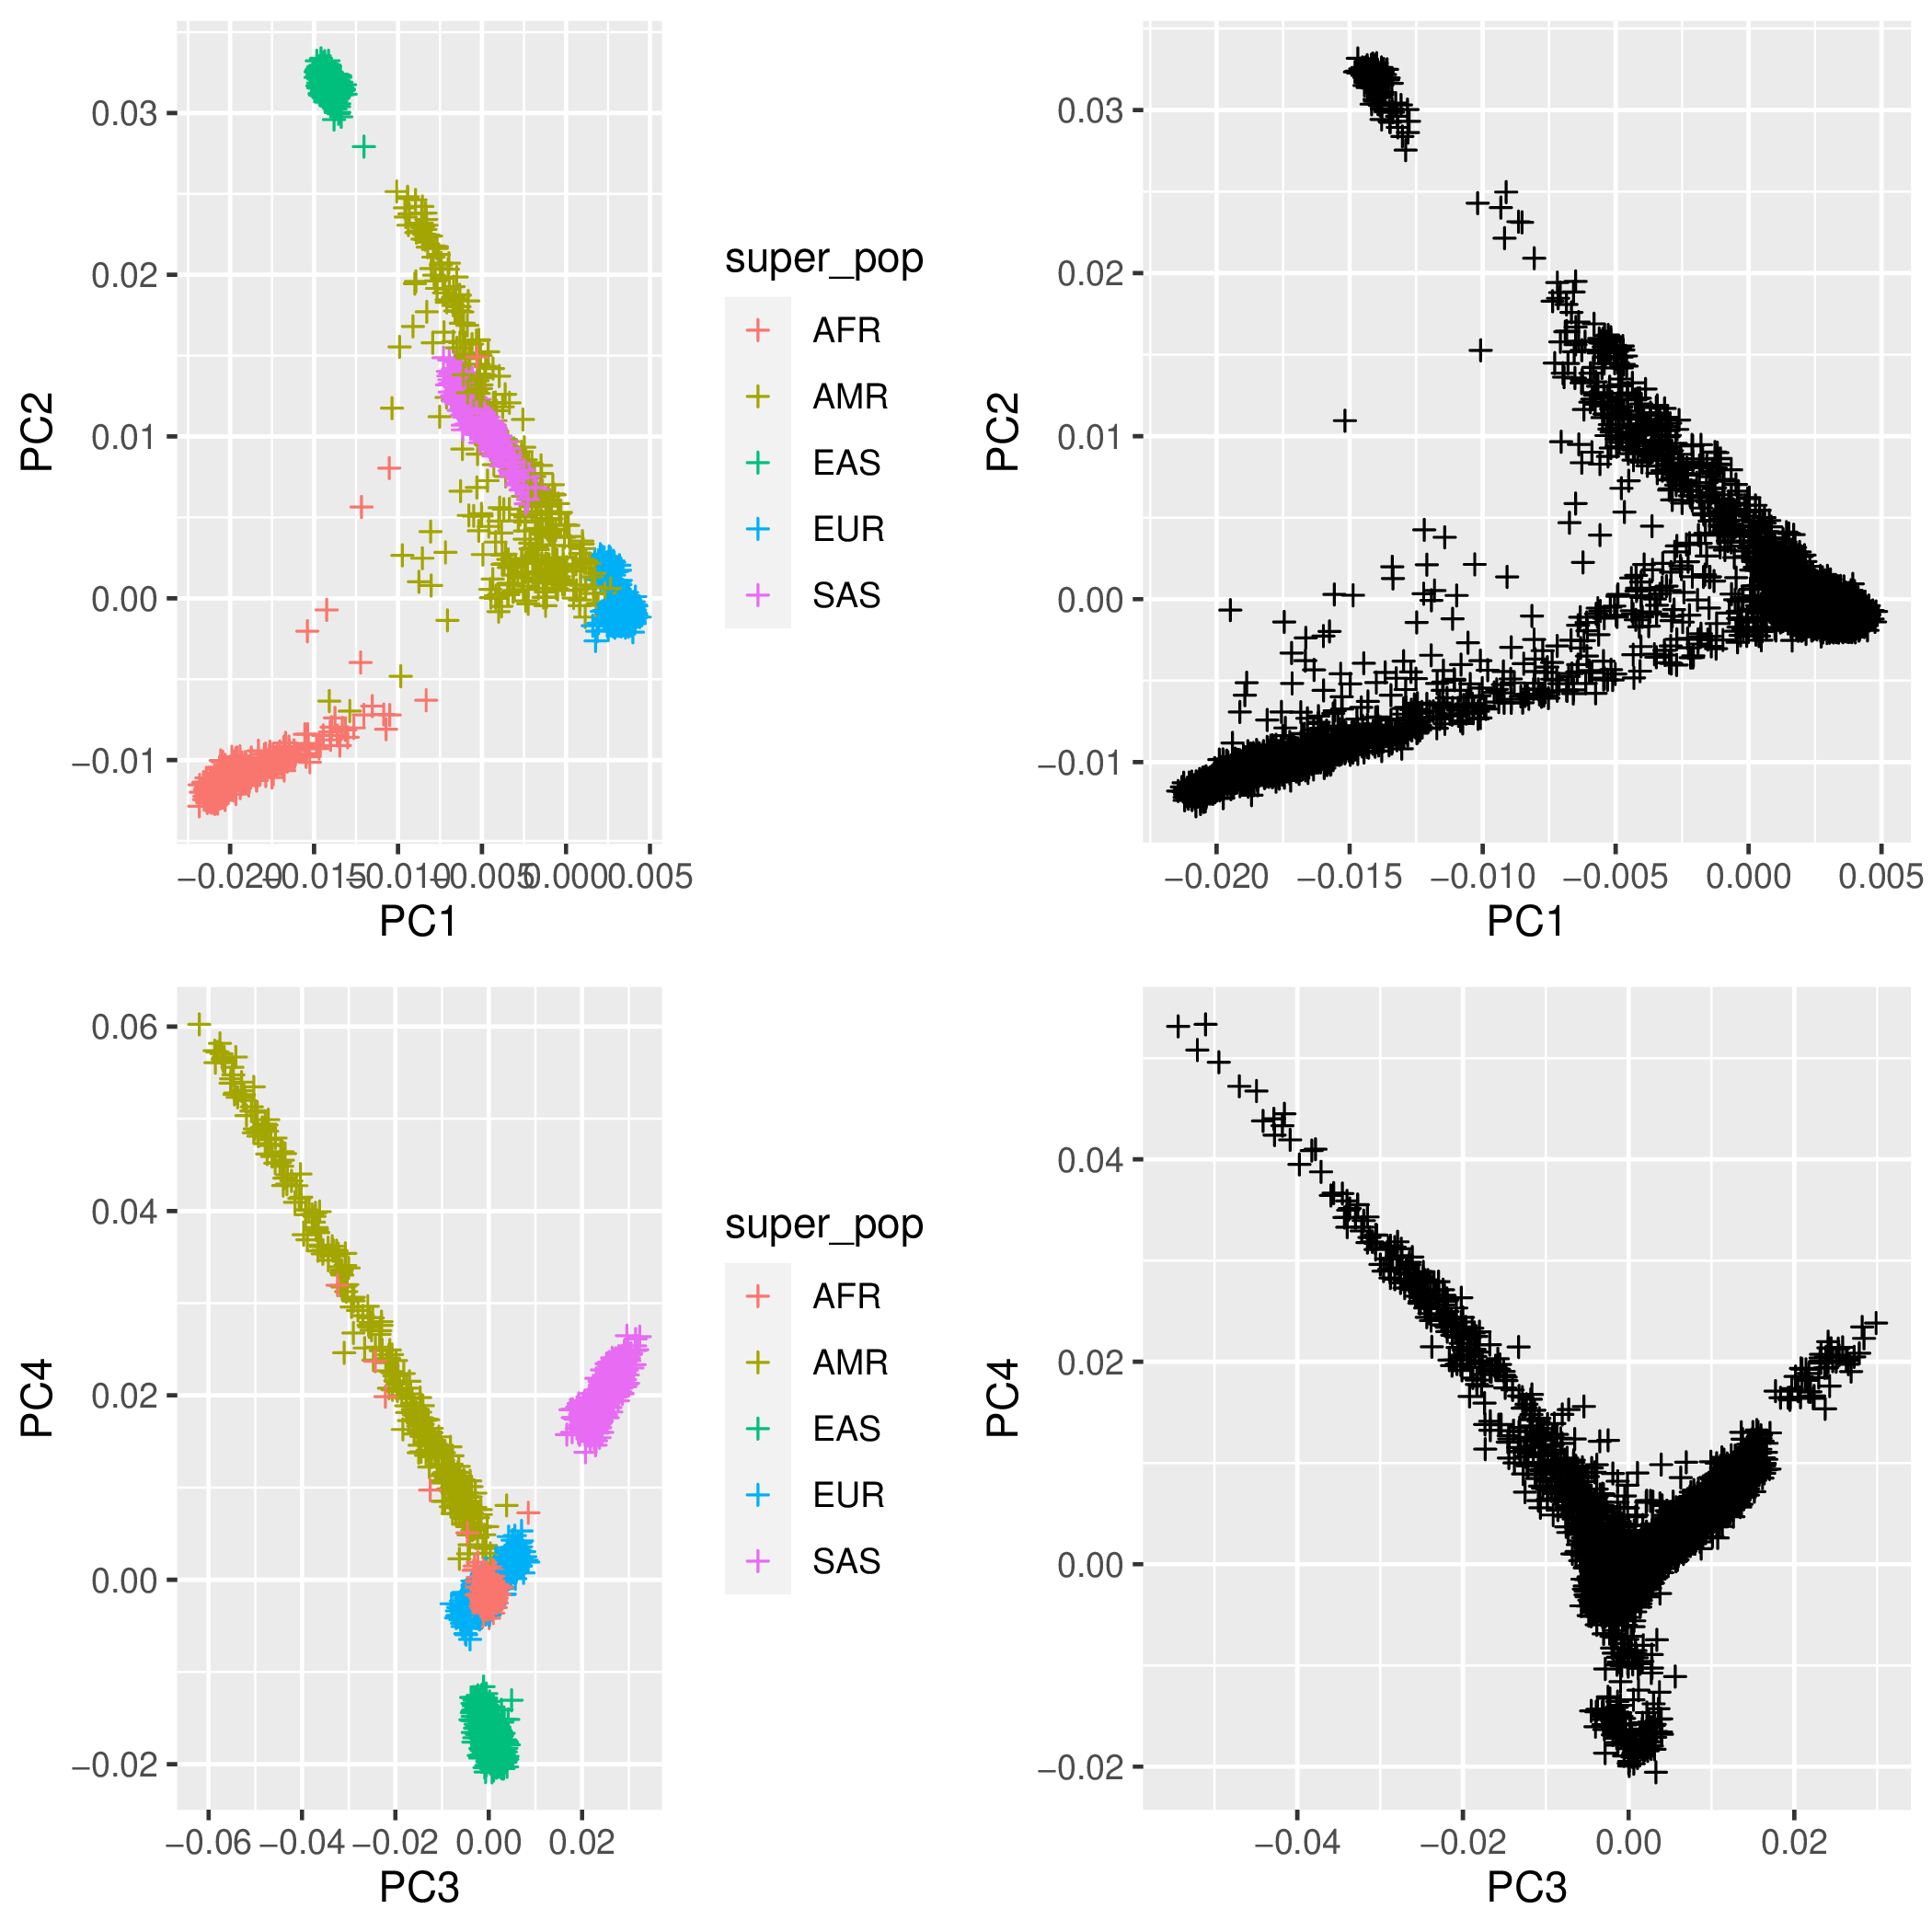 0.03
0.02
0.01
0.00
−0.01
PC2
−0.020
−0.015
−0.010
−0.005
0.000
0.005
PC1
super_pop
AFR
AMR
EAS
EUR
SAS
0.03
0.02
0.01
0.00
−0.01
PC2
−0.020 −0.015 −0.010 −0.005 0.000 0.005
PC1
0.06
0.04
0.02
0.00
−0.02
PC4
−0.06 −0.04 −0.02 0.00 0.02
PC3
super_pop
AFR
AMR
EAS
EUR
SAS
0.04
0.02
0.00
−0.02
PC4
−0.04 −0.02 0.00 0.02
PC3